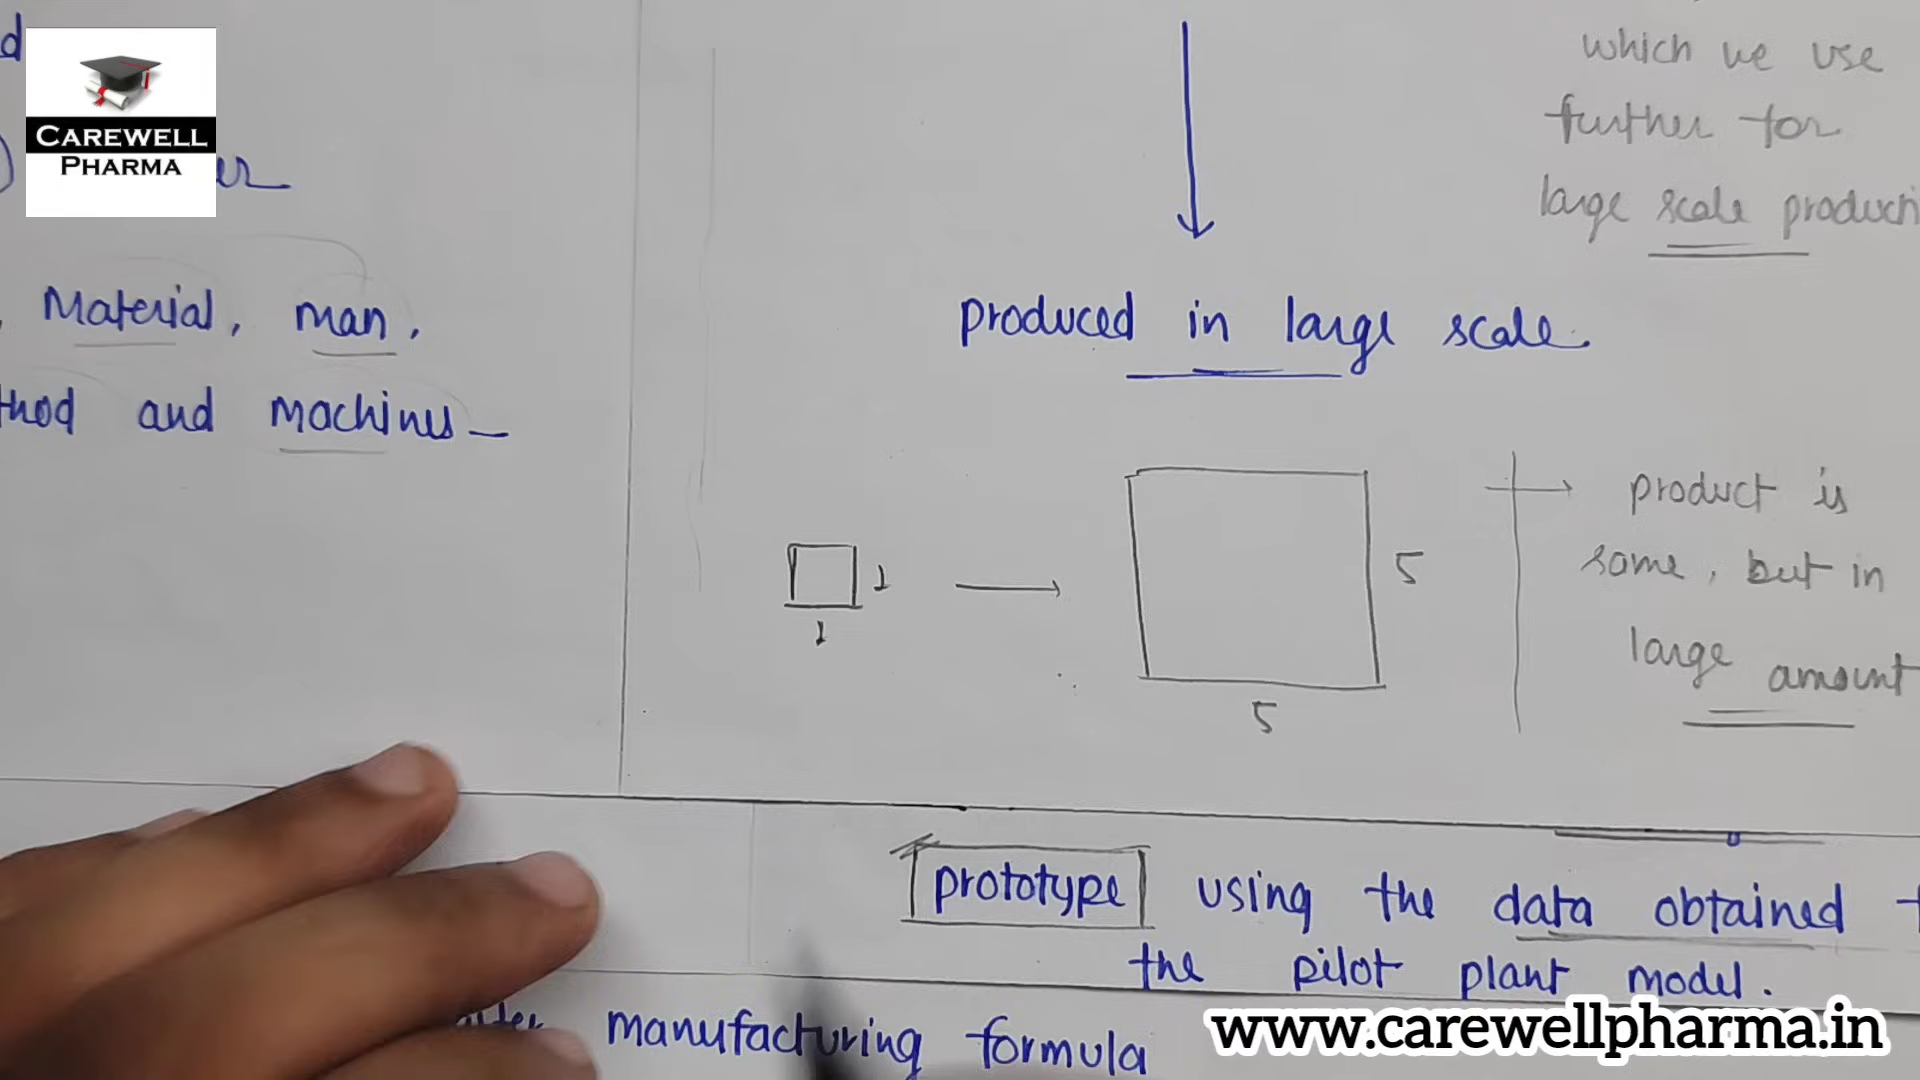 CAREWELL
PHARMA
Material, man,
and machines
which we use
further for
large scale producti
produced in large scale.
1
1
5
5
product is
same, but in
large amount
prototype using the data obtained
the pilot plant model.
manufacturing formula
www.carewellpharma.in